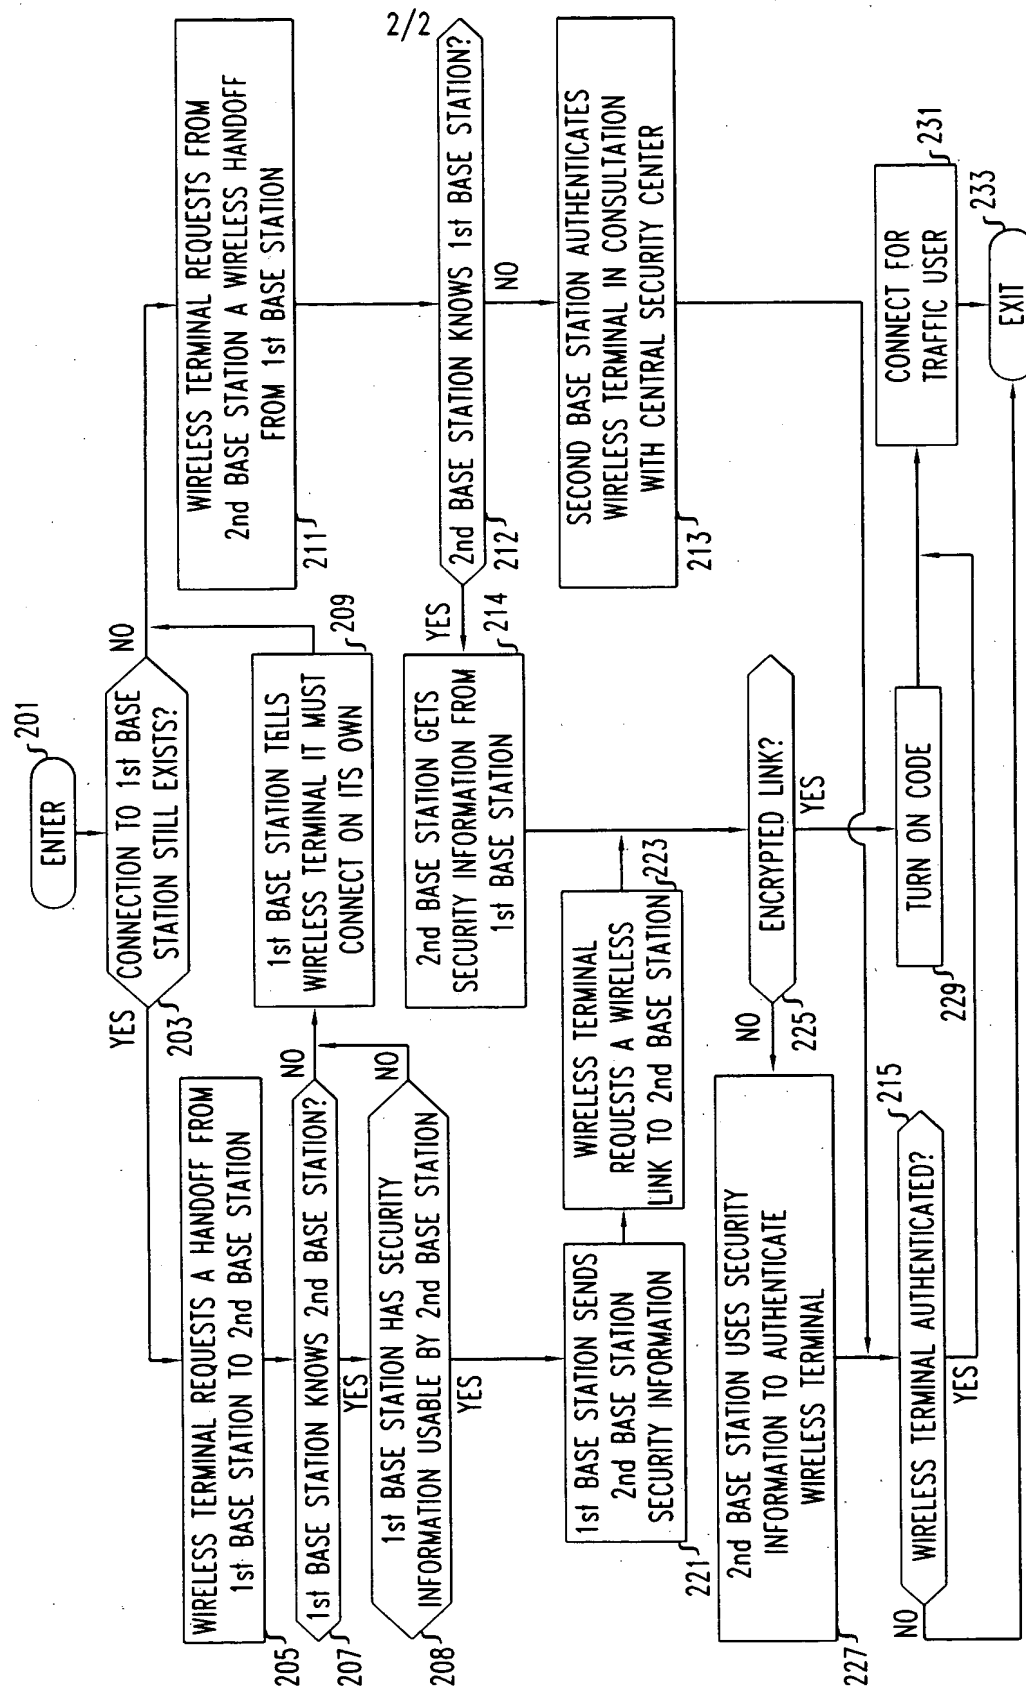 2/2
ENTER
201
CONNECTION TO 1st BASE
STATION STILL EXISTS?
203
YES
NO
WIRELESS TERMINAL REQUESTS A HANDOFF FROM
1st BASE STATION TO 2nd BASE STATION
205
1st BASE STATION KNOWS 2nd BASE STATION?
207
NO
YES
1st BASE STATION HAS SECURITY
INFORMATION USABLE BY 2nd BASE STATION
208
NO
YES
1st BASE STATION TELLS
WIRELESS TERMINAL IT MUST
CONNECT ON ITS OWN
209
WIRELESS TERMINAL REQUESTS FROM
2nd BASE STATION A WIRELESS HANDOFF
FROM 1st BASE STATION
211
2nd BASE STATION KNOWS 1st BASE STATION?
212
YES
NO
2nd BASE STATION GETS
SECURITY INFORMATION FROM
1st BASE STATION
214
SECOND BASE STATION AUTHENTICATES
WIRELESS TERMINAL IN CONSULTATION
WITH CENTRAL SECURITY CENTER
213
1st BASE STATION SENDS
2nd BASE STATION
SECURITY INFORMATION
221
WIRELESS TERMINAL
REQUESTS A WIRELESS
LINK TO 2nd BASE STATION
223
ENCRYPTED LINK?
225
NO
YES
2nd BASE STATION USES SECURITY
INFORMATION TO AUTHENTICATE
WIRELESS TERMINAL
227
TURN ON CODE
229
WIRELESS TERMINAL AUTHENTICATED?
215
NO
YES
CONNECT FOR
TRAFFIC USER
231
EXIT
233